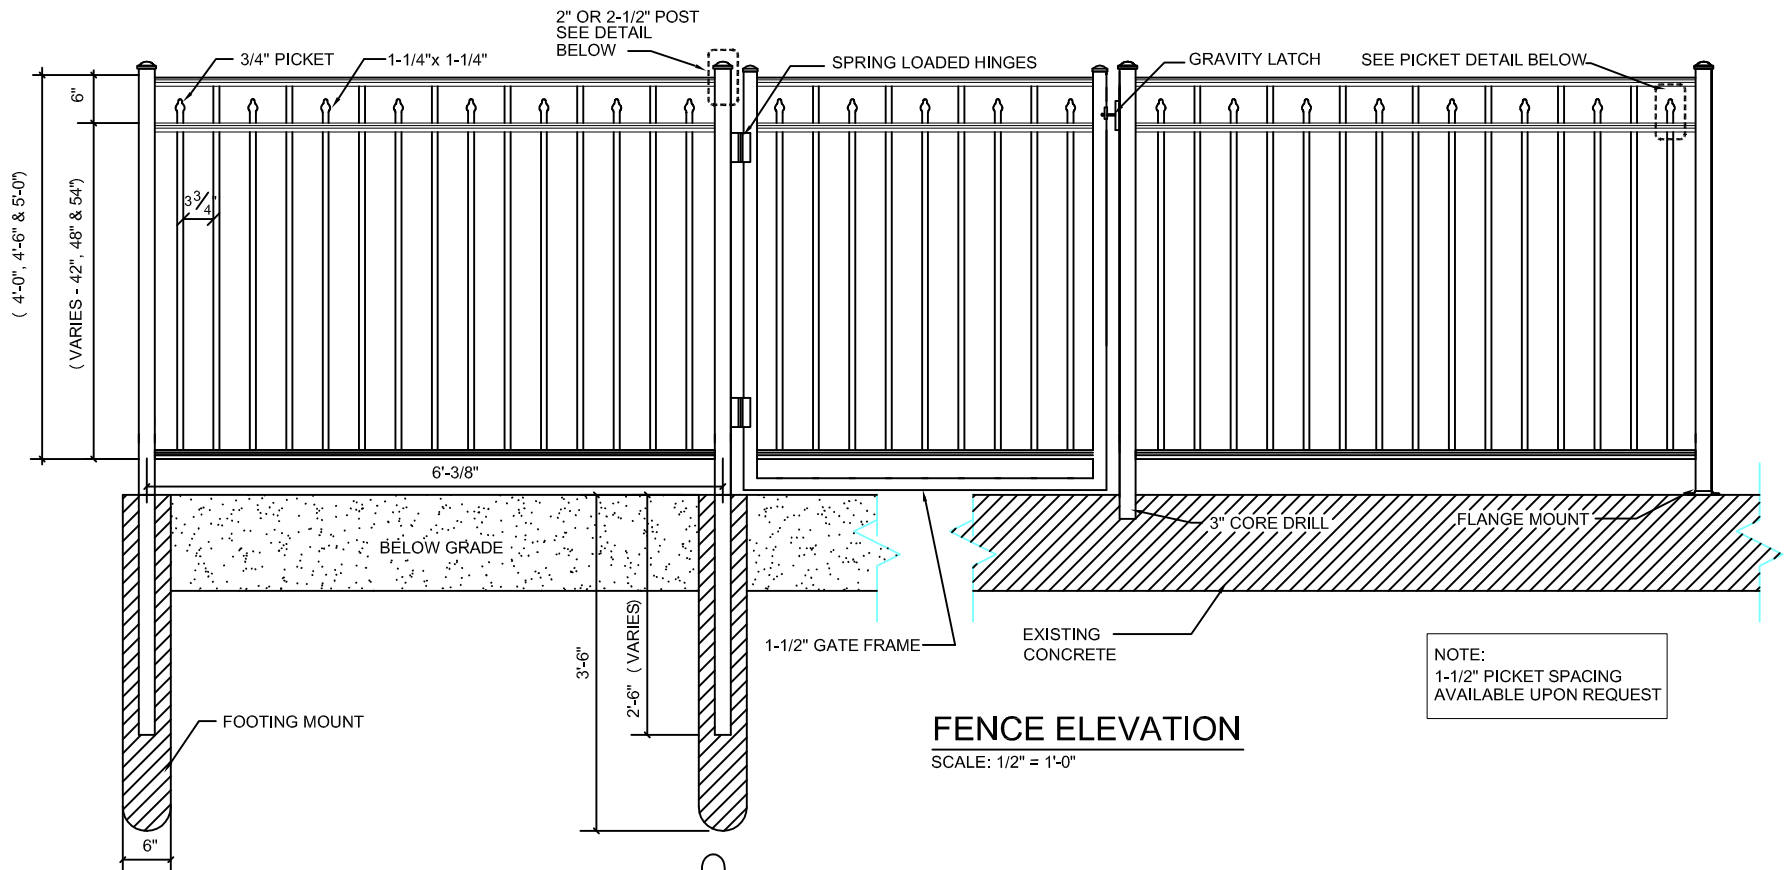 2" OR 2-1/2" POST
SEE DETAIL
BELOW
3/4" PICKET
1-1/4"x 1-1/4"
SPRING LOADED HINGES
GRAVITY LATCH
SEE PICKET DETAIL BELOW
6"
( 4'-0", 4'-6" & 5'-0")
( VARIES - 42", 48" & 54")
3 3/4"
6'-3/8"
BELOW GRADE
3" CORE DRILL
FLANGE MOUNT
3'-6"
2'-6" ( VARIES)
1-1/2" GATE FRAME
EXISTING
CONCRETE
NOTE:
1-1/2" PICKET SPACING
AVAILABLE UPON REQUEST
FOOTING MOUNT
FENCE ELEVATION
SCALE: 1/2" = 1'-0"
6"